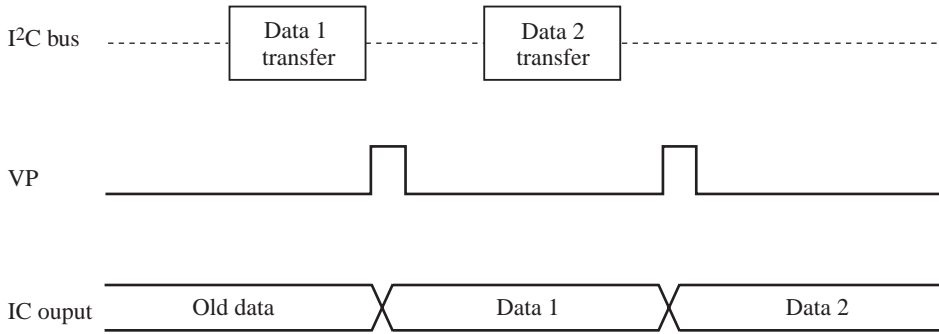 I²C bus
Data 1
transfer
Data 2
transfer
VP
IC ouput
Old data
Data 1
Data 2